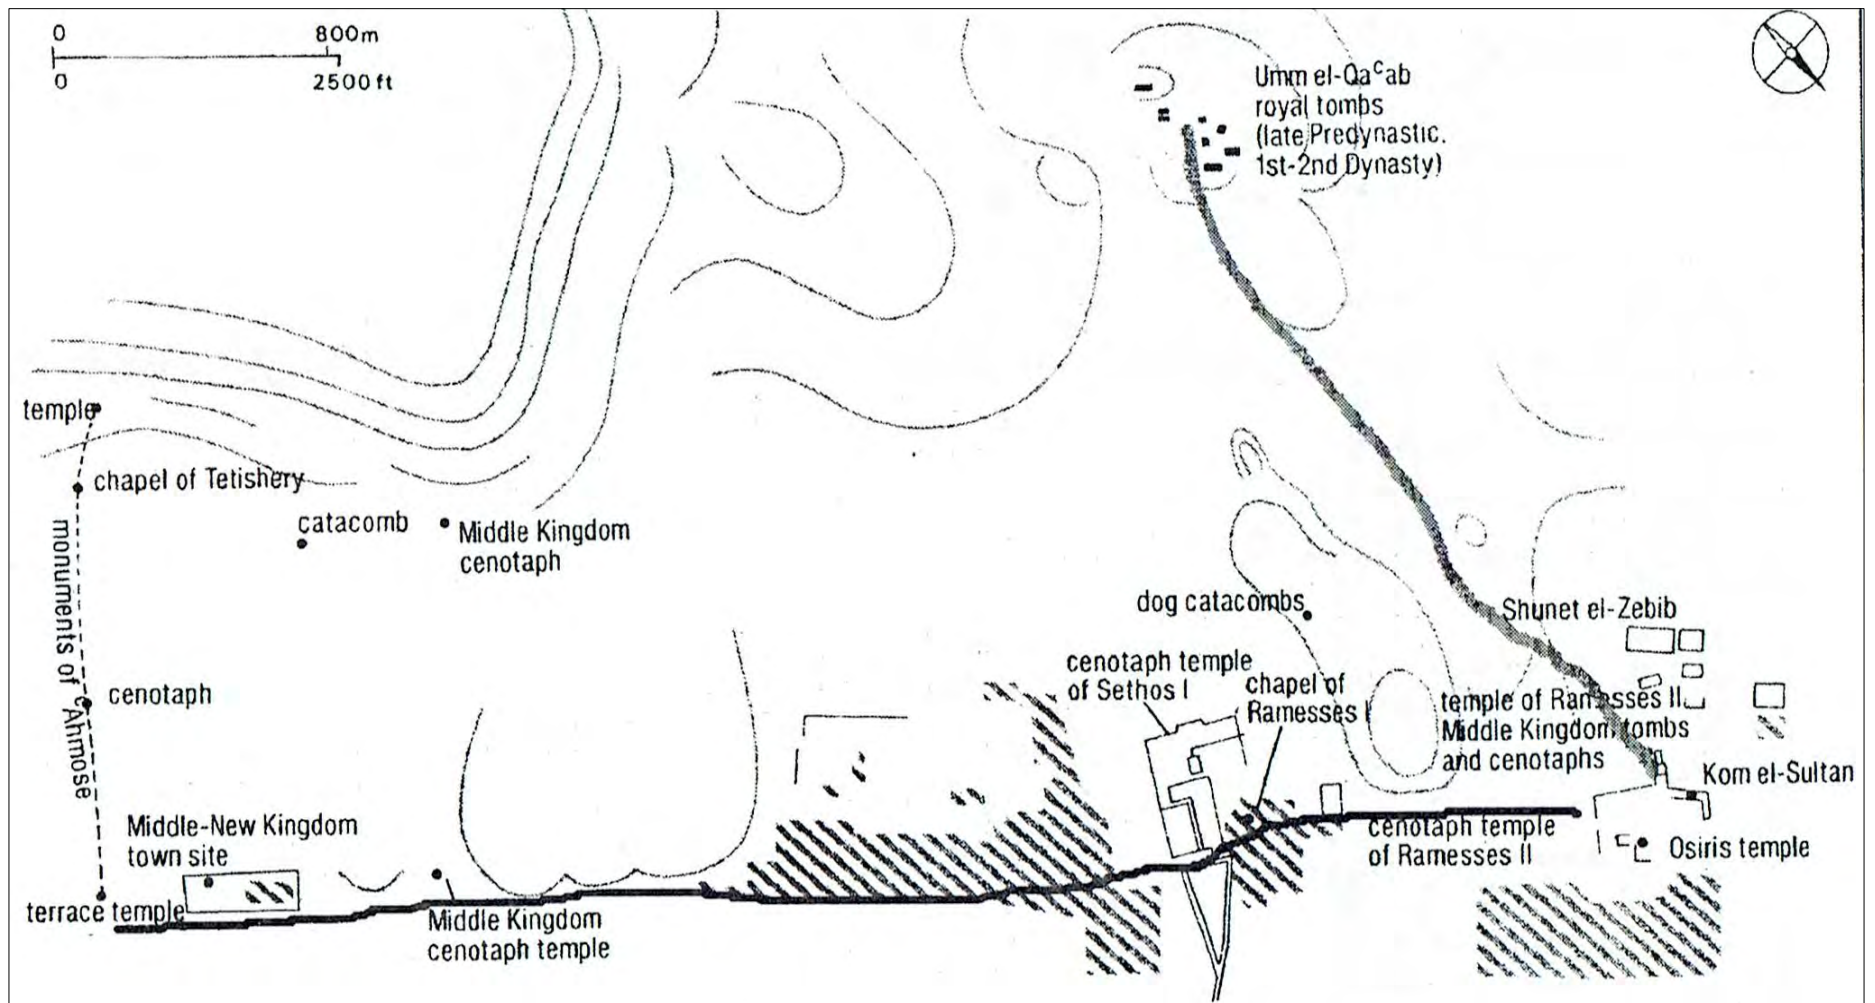 0 800m
0 2500 ft
Umm el-Qaᶜab
royal tombs
(late Predynastic.
1st-2nd Dynasty)
temple
chapel of Tetishery
catacomb
Middle Kingdom
cenotaph
monuments of ᶜAhmose
cenotaph
Middle-New Kingdom
town site
terrace temple
Middle Kingdom
cenotaph temple
dog catacombs
cenotaph temple
of Sethos I
chapel of
Ramesses I
Shunet el-Zebib
temple of Ramesses II
Middle Kingdom tombs
and cenotaphs
Kom el-Sultan
cenotaph temple
of Ramesses II
Osiris temple